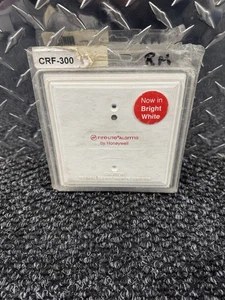 CRF-300
RM
Now in
Bright
White
Fire-Lite Alarms
by Honeywell